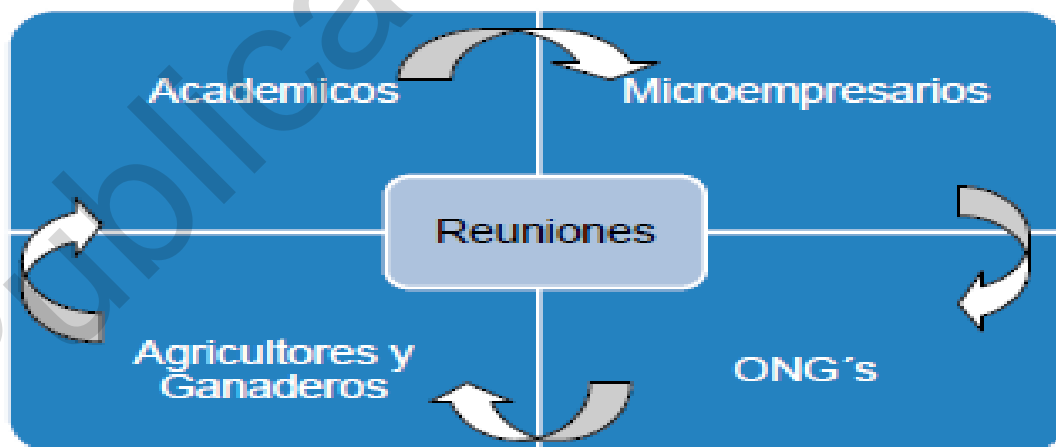 Academicos
Microempresarios
Reuniones
Agricultores y
Ganaderos
ONG´s